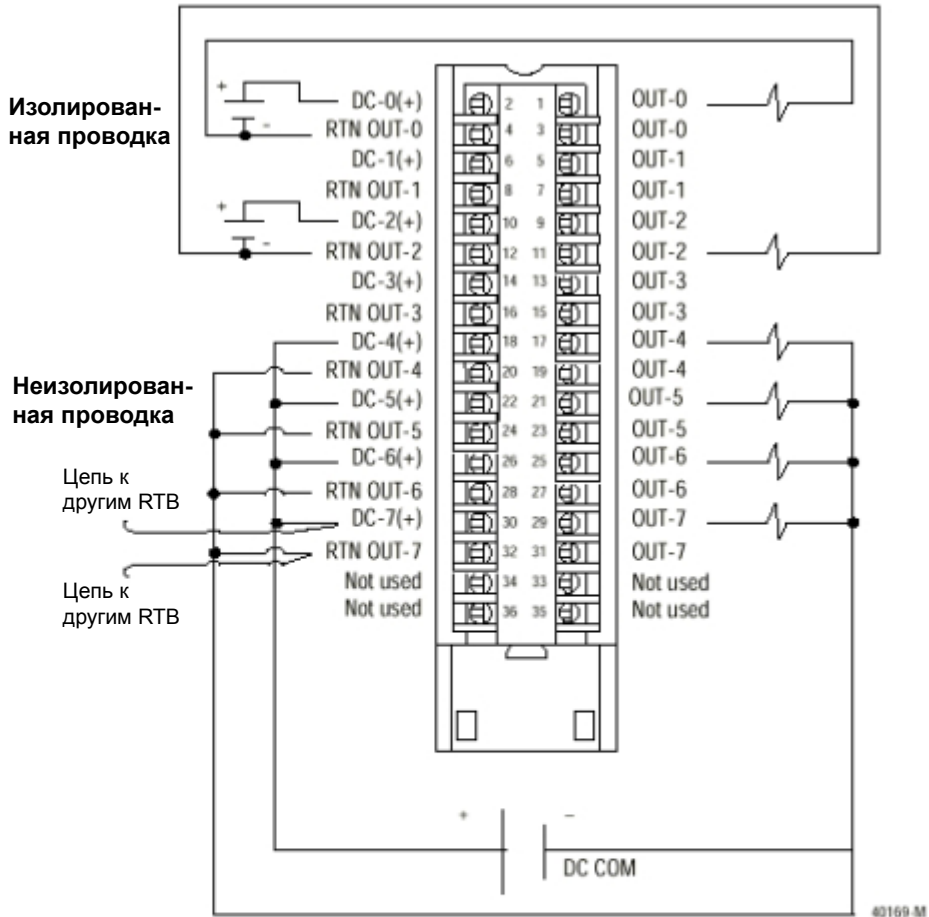 Изолирован-
ная проводка
+
-
+
-
DC-0(+) 2 1 OUT-0
RTN OUT-0 4 3 OUT-0
DC-1(+) 6 5 OUT-1
RTN OUT-1 8 7 OUT-1
DC-2(+) 10 9 OUT-2
RTN OUT-2 12 11 OUT-2
DC-3(+) 14 13 OUT-3
RTN OUT-3 16 15 OUT-3
DC-4(+) 18 17 OUT-4
RTN OUT-4 20 19 OUT-4
DC-5(+) 22 21 OUT-5
RTN OUT-5 24 23 OUT-5
DC-6(+) 26 25 OUT-6
RTN OUT-6 28 27 OUT-6
DC-7(+) 30 29 OUT-7
RTN OUT-7 32 31 OUT-7
Not used 34 33 Not used
Not used 36 35 Not used
Неизолирован-
ная проводка
Цепь к
другим RTB
Цепь к
другим RTB
+ -
DC COM
40169-M